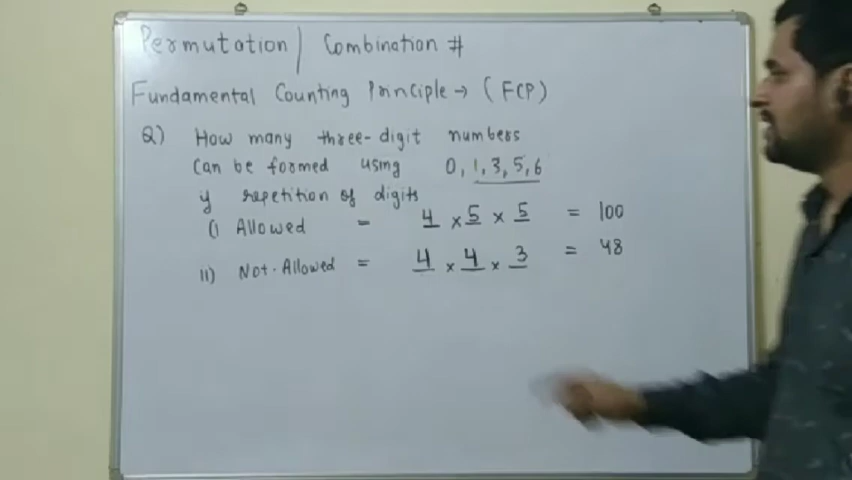 Permutation | Combination #
Fundamental Counting Principle → (FCP)
Q) How many three-digit numbers
can be formed using 0, 1, 3, 5, 6
if repetition of digits
(i) Allowed = 4 × 5 × 5 = 100
ii) Not-Allowed = 4 × 4 × 3 = 48